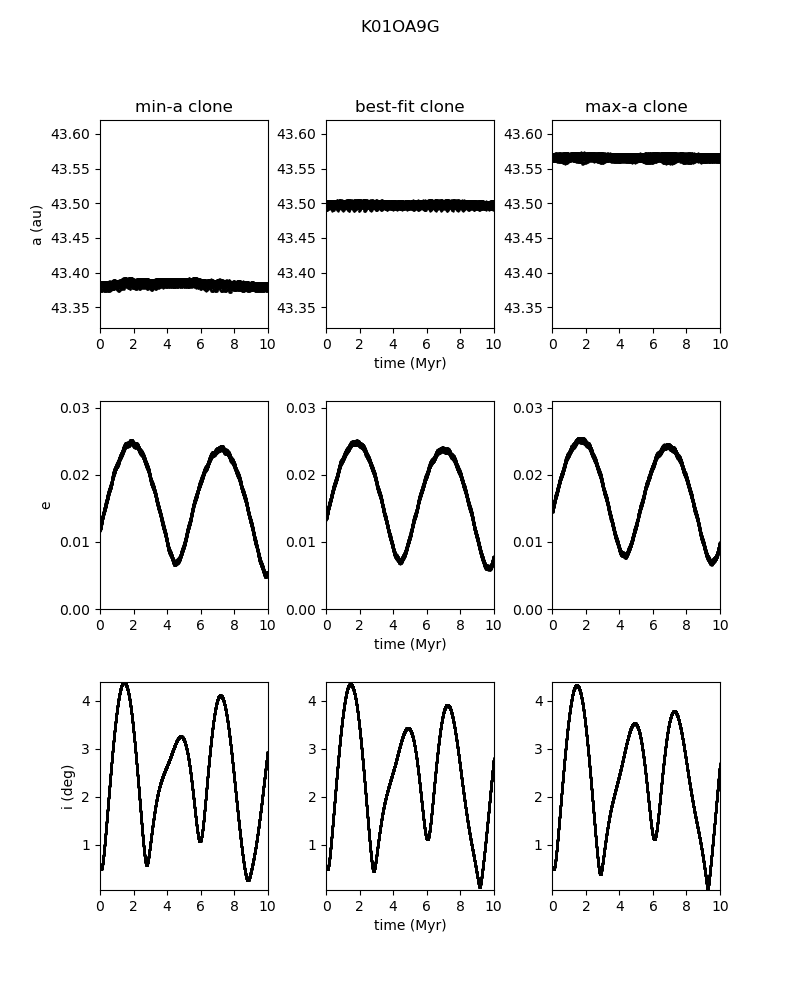 K01OA9G
min-a clone best-fit clone max-a clone
43.60 43.60 43.60
43.55 43.55 43.55
43.50 43.50 43.50
a (au)
43.45 43.45 43.45
43.40 43.40 43.40
43.35 43.35 43.35
0 2 4 6 8 10 0 2 4 6 8 10 0 2 4 6 8 10
time (Myr)
0.03 0.03 0.03
0.02 0.02 0.02
e
0.01 0.01 0.01
0.00 0.00 0.00
0 2 4 6 8 10 0 2 4 6 8 10 0 2 4 6 8 10
time (Myr)
4 4 4
3 3 3
i (deg)
2 2 2
1 1 1
0 2 4 6 8 10 0 2 4 6 8 10 0 2 4 6 8 10
time (Myr)